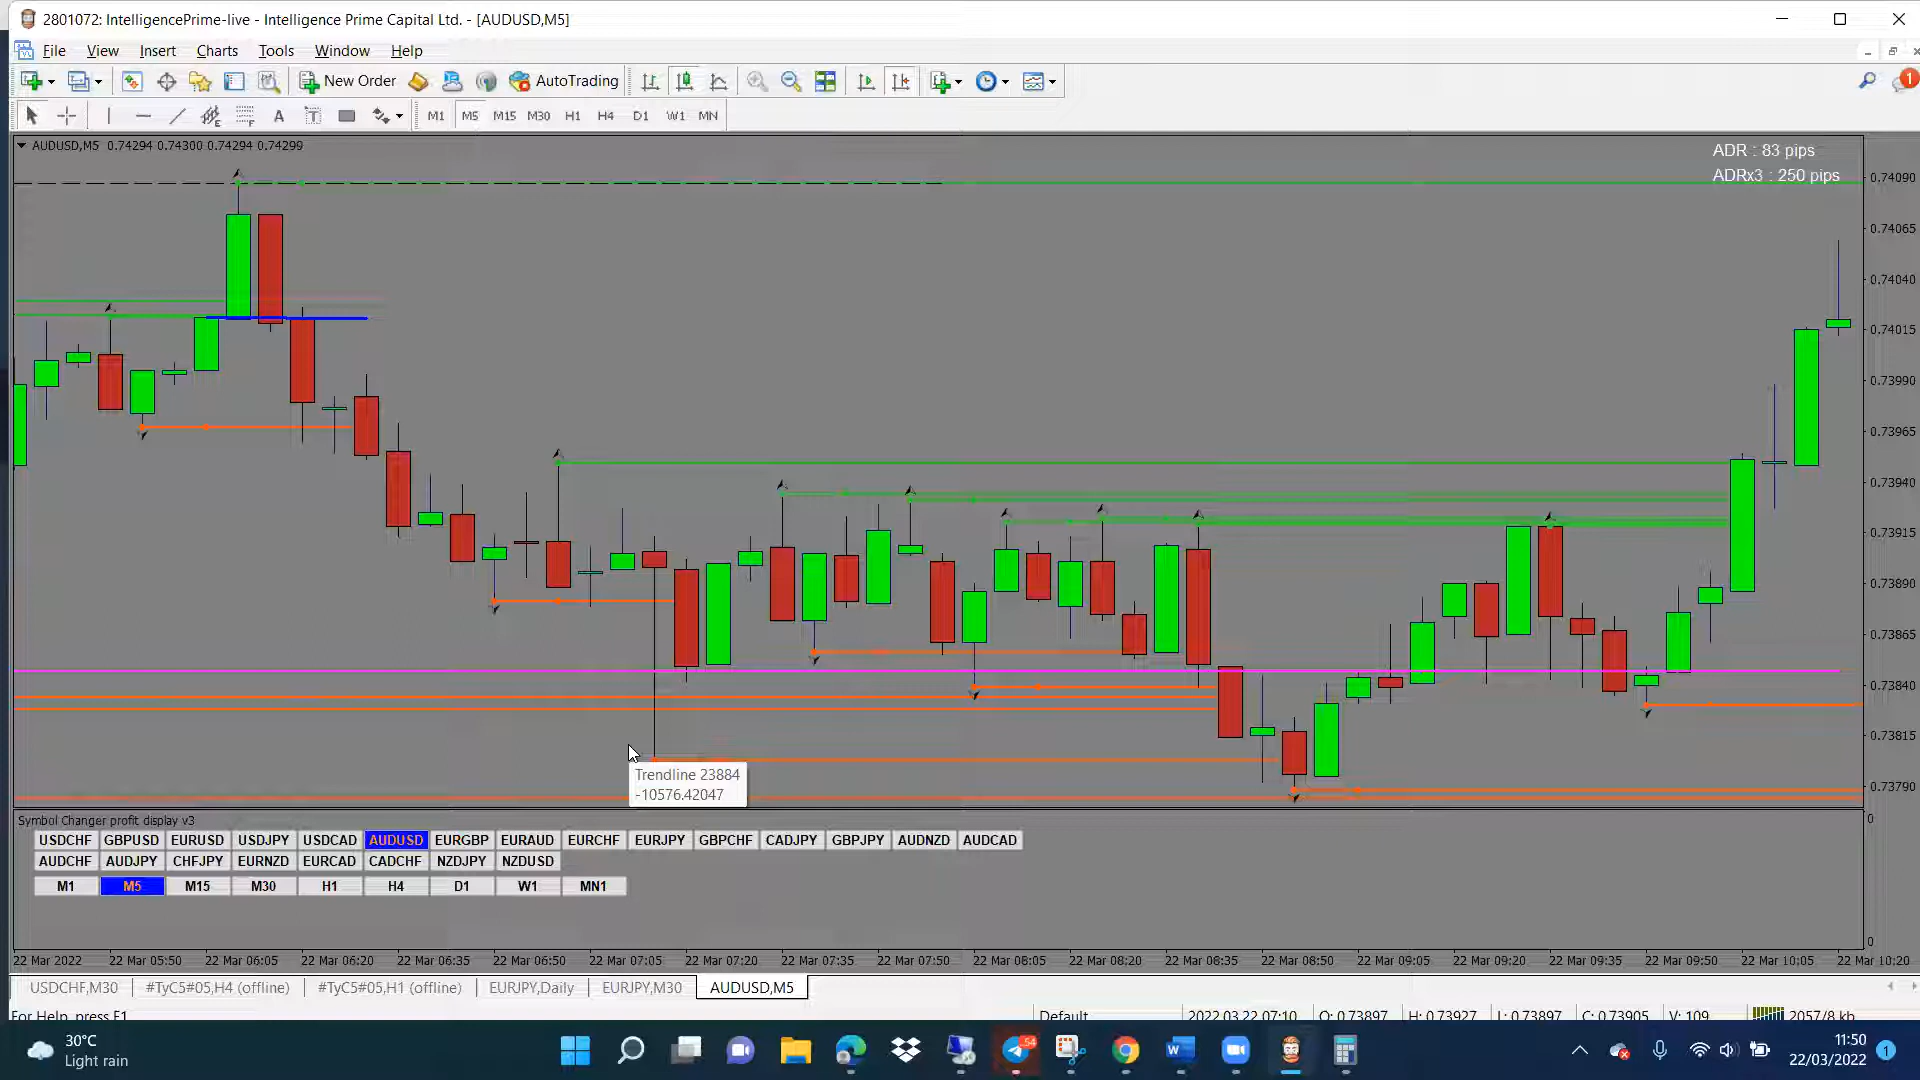 2801072: IntelligencePrime-live - Intelligence Prime Capital Ltd. - [AUDUSD,M5]
File View Insert Charts Tools Window Help
1
New Order AutoTrading
A T M1 M5 M15 M30 H1 H4 D1 W1 MN
AUDUSD,M5 0.74294 0.74300 0.74294 0.74299
ADR : 83 pips
ADRx3 : 250 pips
0.74090
0.74065
0.74040
0.74015
0.73990
0.73965
0.73940
0.73915
0.73890
0.73865
0.73840
0.73815
0.73790
Trendline 23884
-10576.42047
Symbol Changer profit display v3
0
USDCHF GBPUSD EURUSD USDJPY USDCAD AUDUSD EURGBP EURAUD EURCHF EURJPY GBPCHF CADJPY GBPJPY AUDNZD AUDCAD
AUDCHF AUDJPY CHFJPY EURNZD EURCAD CADCHF NZDJPY NZDUSD
M1 M5 M15 M30 H1 H4 D1 W1 MN1
0
22 Mar 2022 22 Mar 05:50 22 Mar 06:05 22 Mar 06:20 22 Mar 06:35 22 Mar 06:50 22 Mar 07:05 22 Mar 07:20 22 Mar 07:35 22 Mar 07:50 22 Mar 08:05 22 Mar 08:20 22 Mar 08:35 22 Mar 08:50 22 Mar 09:05 22 Mar 09:20 22 Mar 09:35 22 Mar 09:50 22 Mar 10:05 22 Mar 10:20
USDCHF,M30 #TyC5#05,H4 (offline) #TyC5#05,H1 (offline) EURJPY,Daily EURJPY,M30 AUDUSD,M5
For Help, press F1 Default 2022.03.22 07:10 O: 0.73897 H: 0.73927 L: 0.73897 C: 0.73905 V: 109 2057/8 kb
30°C
Light rain
54
11:50
22/03/2022
1